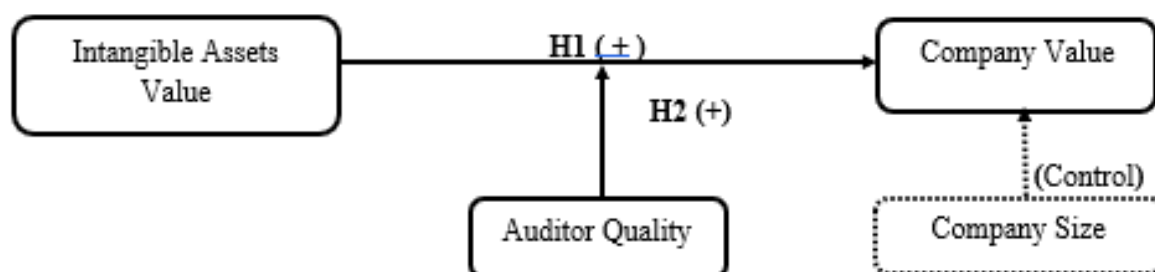 Intangible Assets
Value
H1 ( + )
Company Value
H2 (+)
(Control)
Auditor Quality
Company Size